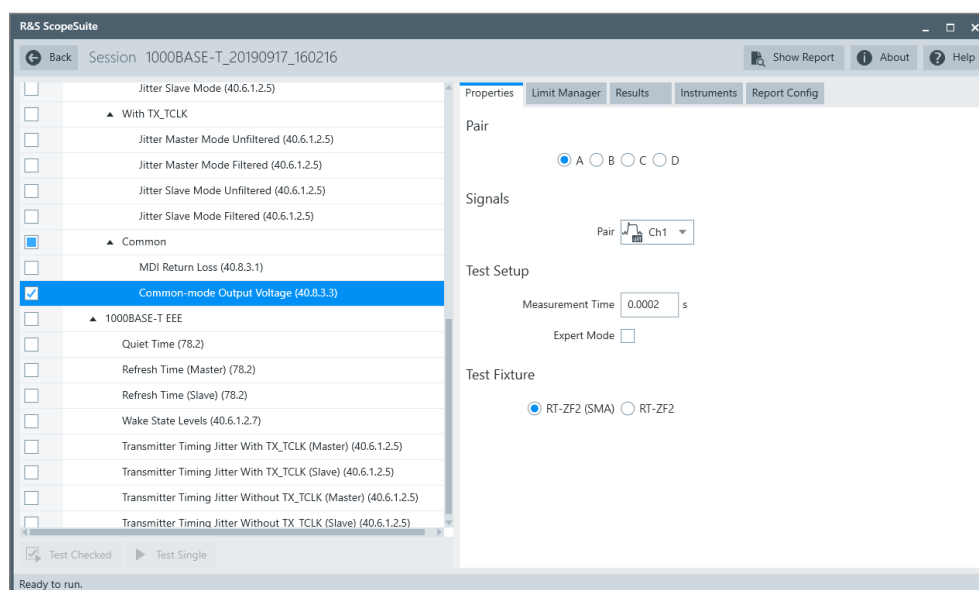 R&S ScopeSuite
Back Session 1000BASE-T_20190917_160216 Show Report About Help
Jitter Slave Mode (40.6.1.2.5)
With TX_TCLK
Jitter Master Mode Unfiltered (40.6.1.2.5)
Jitter Master Mode Filtered (40.6.1.2.5)
Jitter Slave Mode Unfiltered (40.6.1.2.5)
Jitter Slave Mode Filtered (40.6.1.2.5)
Common
MDI Return Loss (40.8.3.1)
Common-mode Output Voltage (40.8.3.3)
1000BASE-T EEE
Quiet Time (78.2)
Refresh Time (Master) (78.2)
Refresh Time (Slave) (78.2)
Wake State Levels (40.6.1.2.7)
Transmitter Timing Jitter With TX_TCLK (Master) (40.6.1.2.5)
Transmitter Timing Jitter With TX_TCLK (Slave) (40.6.1.2.5)
Transmitter Timing Jitter Without TX_TCLK (Master) (40.6.1.2.5)
Transmitter Timing Jitter Without TX_TCLK (Slave) (40.6.1.2.5)
Test Checked Test Single
Properties Limit Manager Results Instruments Report Config
Pair
A B C D
Signals
Pair Ch1
Test Setup
Measurement Time 0.0002 s
Expert Mode
Test Fixture
RT-ZF2 (SMA) RT-ZF2
Ready to run.